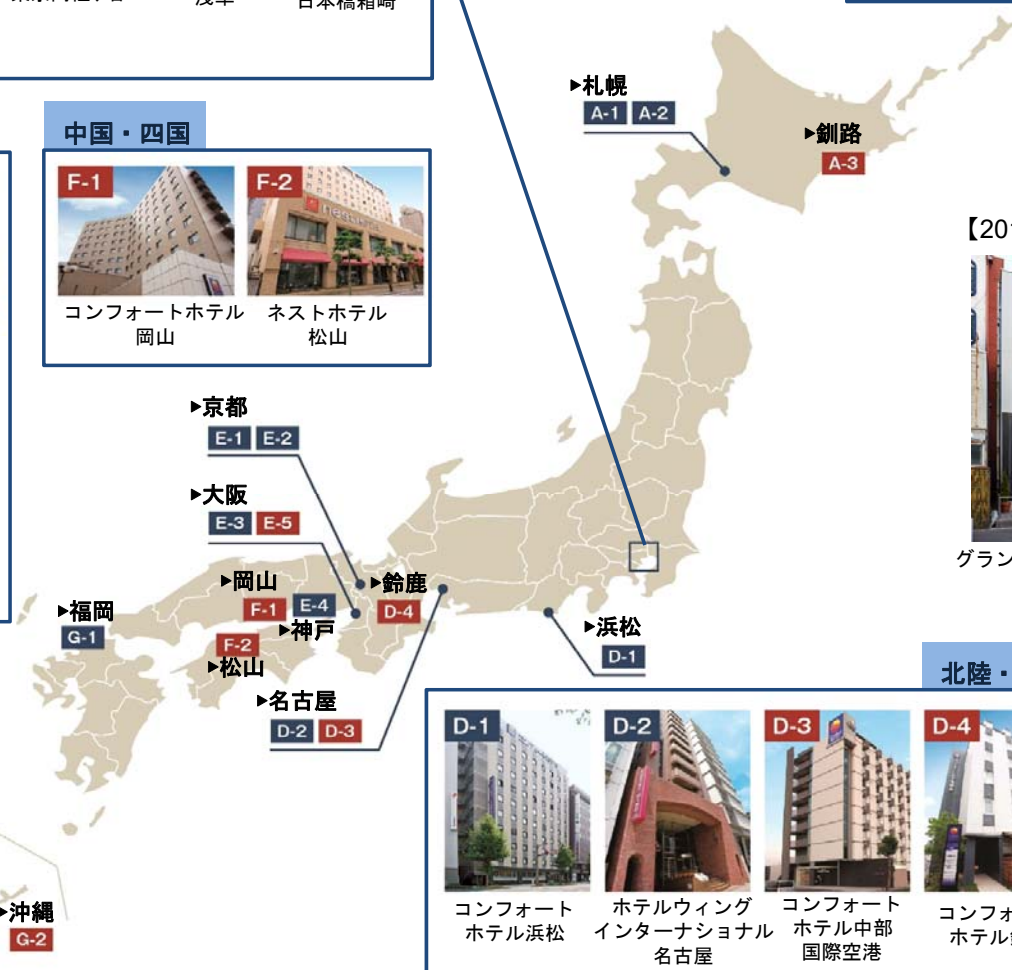 浅草
日本橋箱崎
▶札幌
A-1 A-2
▶釧路
A-3
中国・四国
F-1
F-2
コンフォートホテル
岡山
ネストホテル
松山
【20
グラン
▶京都
E-1 E-2
▶大阪
E-3 E-5
▶岡山
F-1
E-4
▶神戸
▶鈴鹿
D-4
▶福岡
G-1
F-2
▶松山
▶浜松
D-1
▶名古屋
D-2 D-3
▶沖縄
G-2
北陸・
D-1
D-2
D-3
D-4
コンフォート
ホテル浜松
ホテルウィング
インターナショナル
名古屋
コンフォート
ホテル中部
国際空港
コンフォ
ホテル